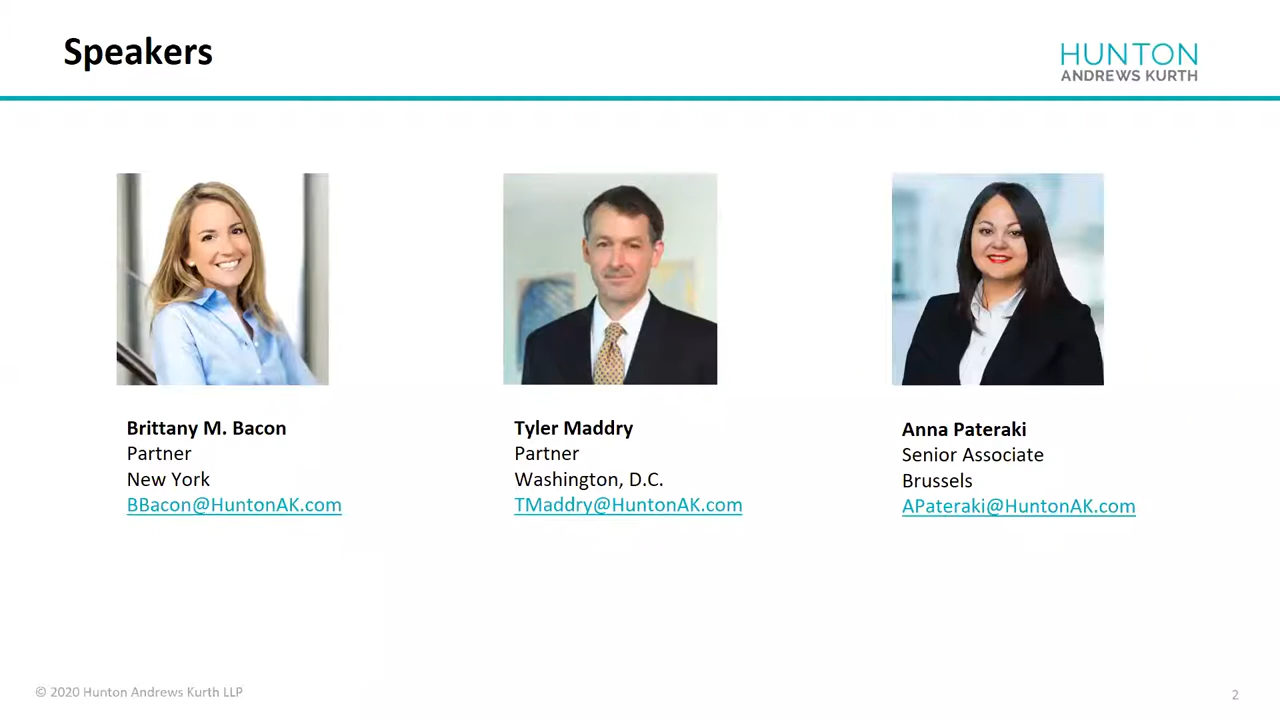 Speakers
HUNTON
ANDREWS KURTH
Brittany M. Bacon
Partner
New York
BBacon@HuntonAK.com
Tyler Maddry
Partner
Washington, D.C.
TMaddry@HuntonAK.com
Anna Pateraki
Senior Associate
Brussels
APateraki@HuntonAK.com
© 2020 Hunton Andrews Kurth LLP
2